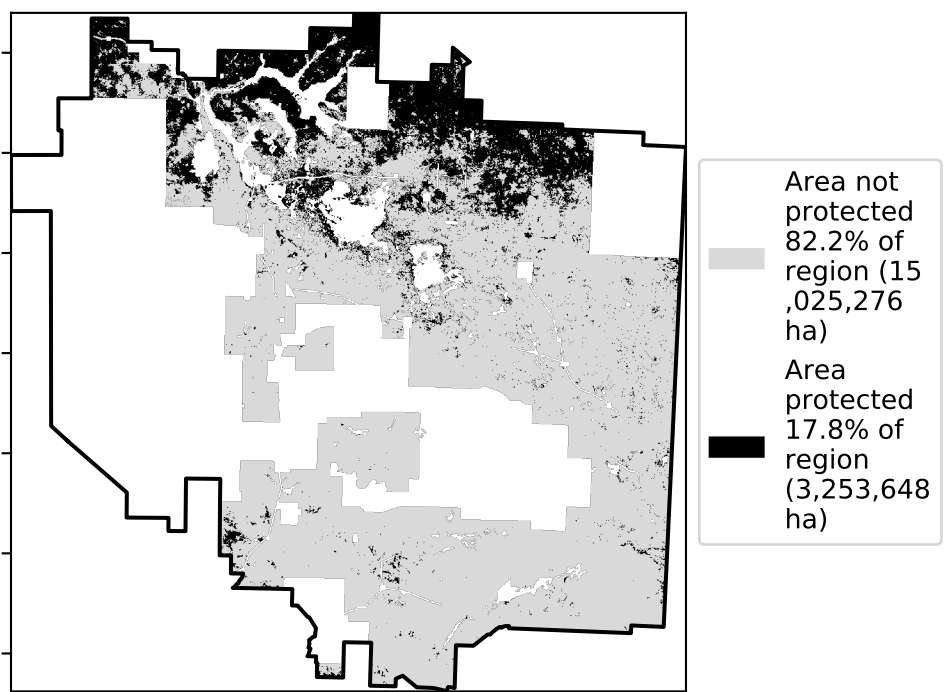 Area not
protected
82.2% of
region (15
,025,276
ha)
Area
protected
17.8% of
region
(3,253,648
ha)